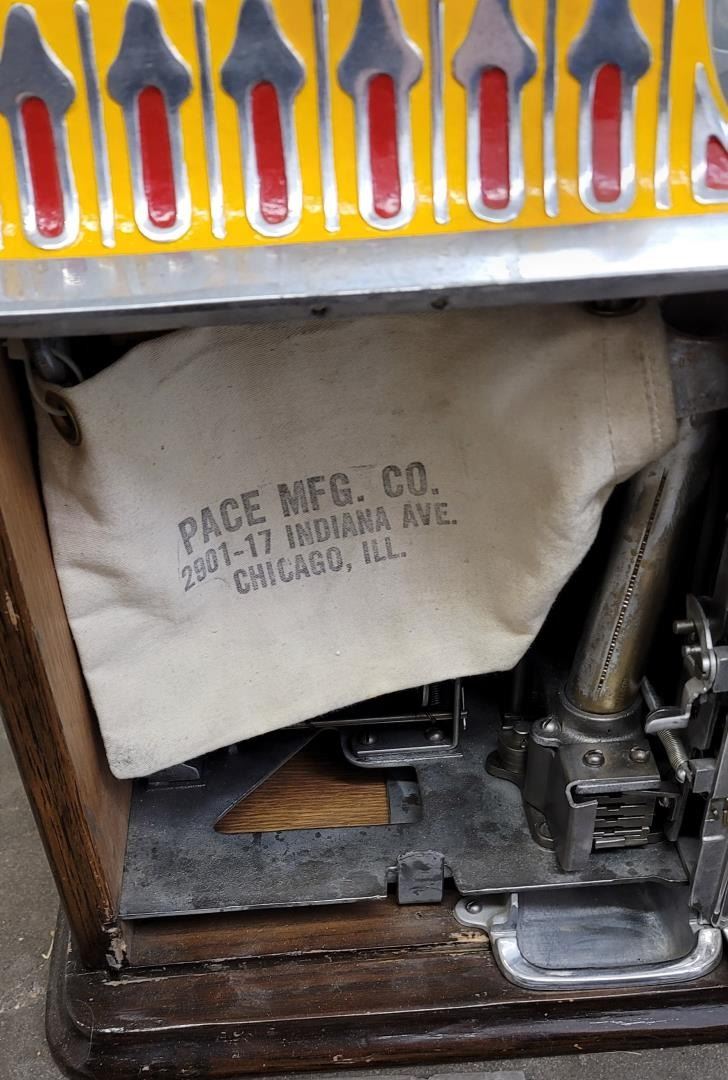 PACE MFG. CO.
2901-17 INDIANA AVE.
CHICAGO, ILL.